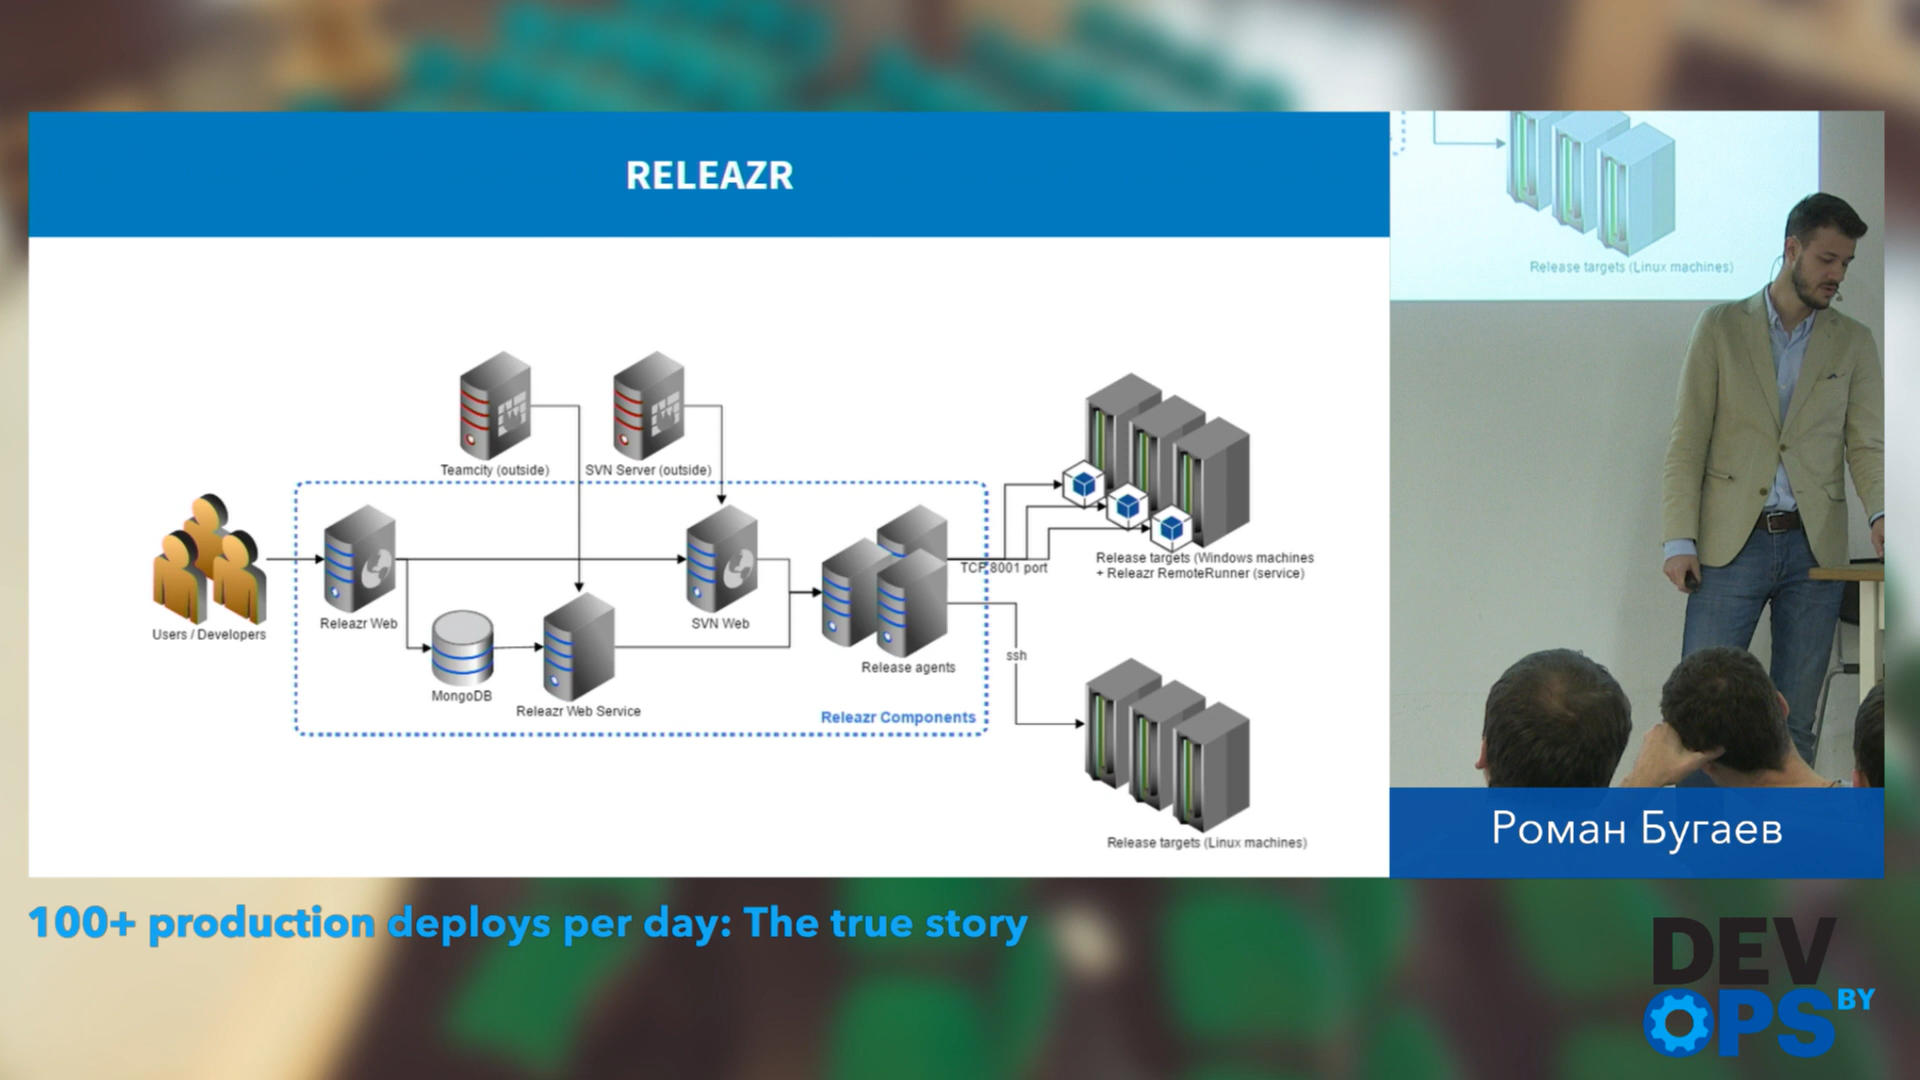 RELEAZR
Teamcity (outside)
SVN Server (outside)
Users / Developers
Releazr Web
MongoDB
Releazr Web Service
SVN Web
Release agents
Releazr Components
TCP 8001 port
ssh
Release targets (Windows machines
+ Releazr RemoteRunner (service)
Release targets (Linux machines)
Release targets (Linux machines)
Роман Бугаев
100+ production deploys per day: The true story
DEV
OPS BY